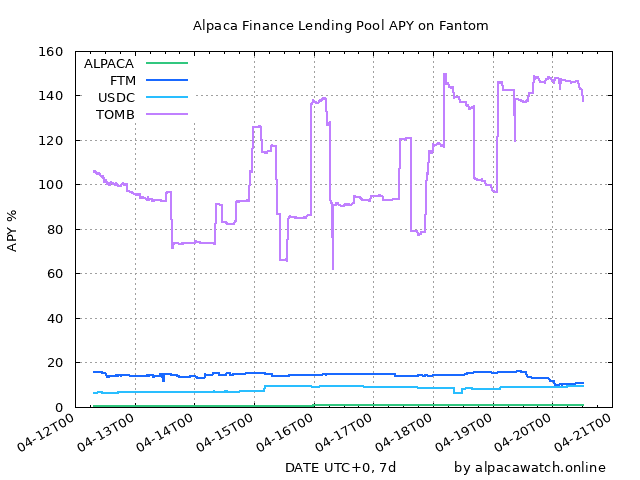 Alpaca Finance Lending Pool APY on Fantom
160
140
120
100
80
60
40
20
0
APY %
ALPACA
FTM
USDC
TOMB
04-12T00
04-13T00
04-14T00
04-15T00
04-16T00
04-17T00
04-18T00
04-19T00
04-20T00
04-21T00
DATE UTC+0, 7d
by alpacawatch.online